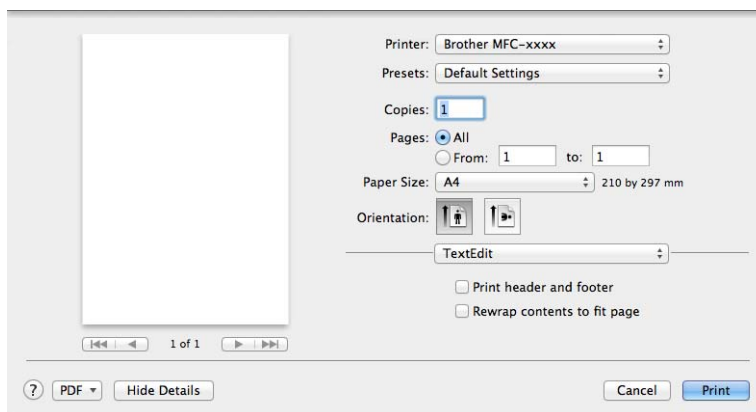 Printer: Brother MFC-xxxx
Presets: Default Settings
Copies: 1
Pages: All
From: 1 to: 1
Paper Size: A4 210 by 297 mm
Orientation:
TextEdit
Print header and footer
Rewrap contents to fit page
1 of 1
? PDF Hide Details Cancel Print